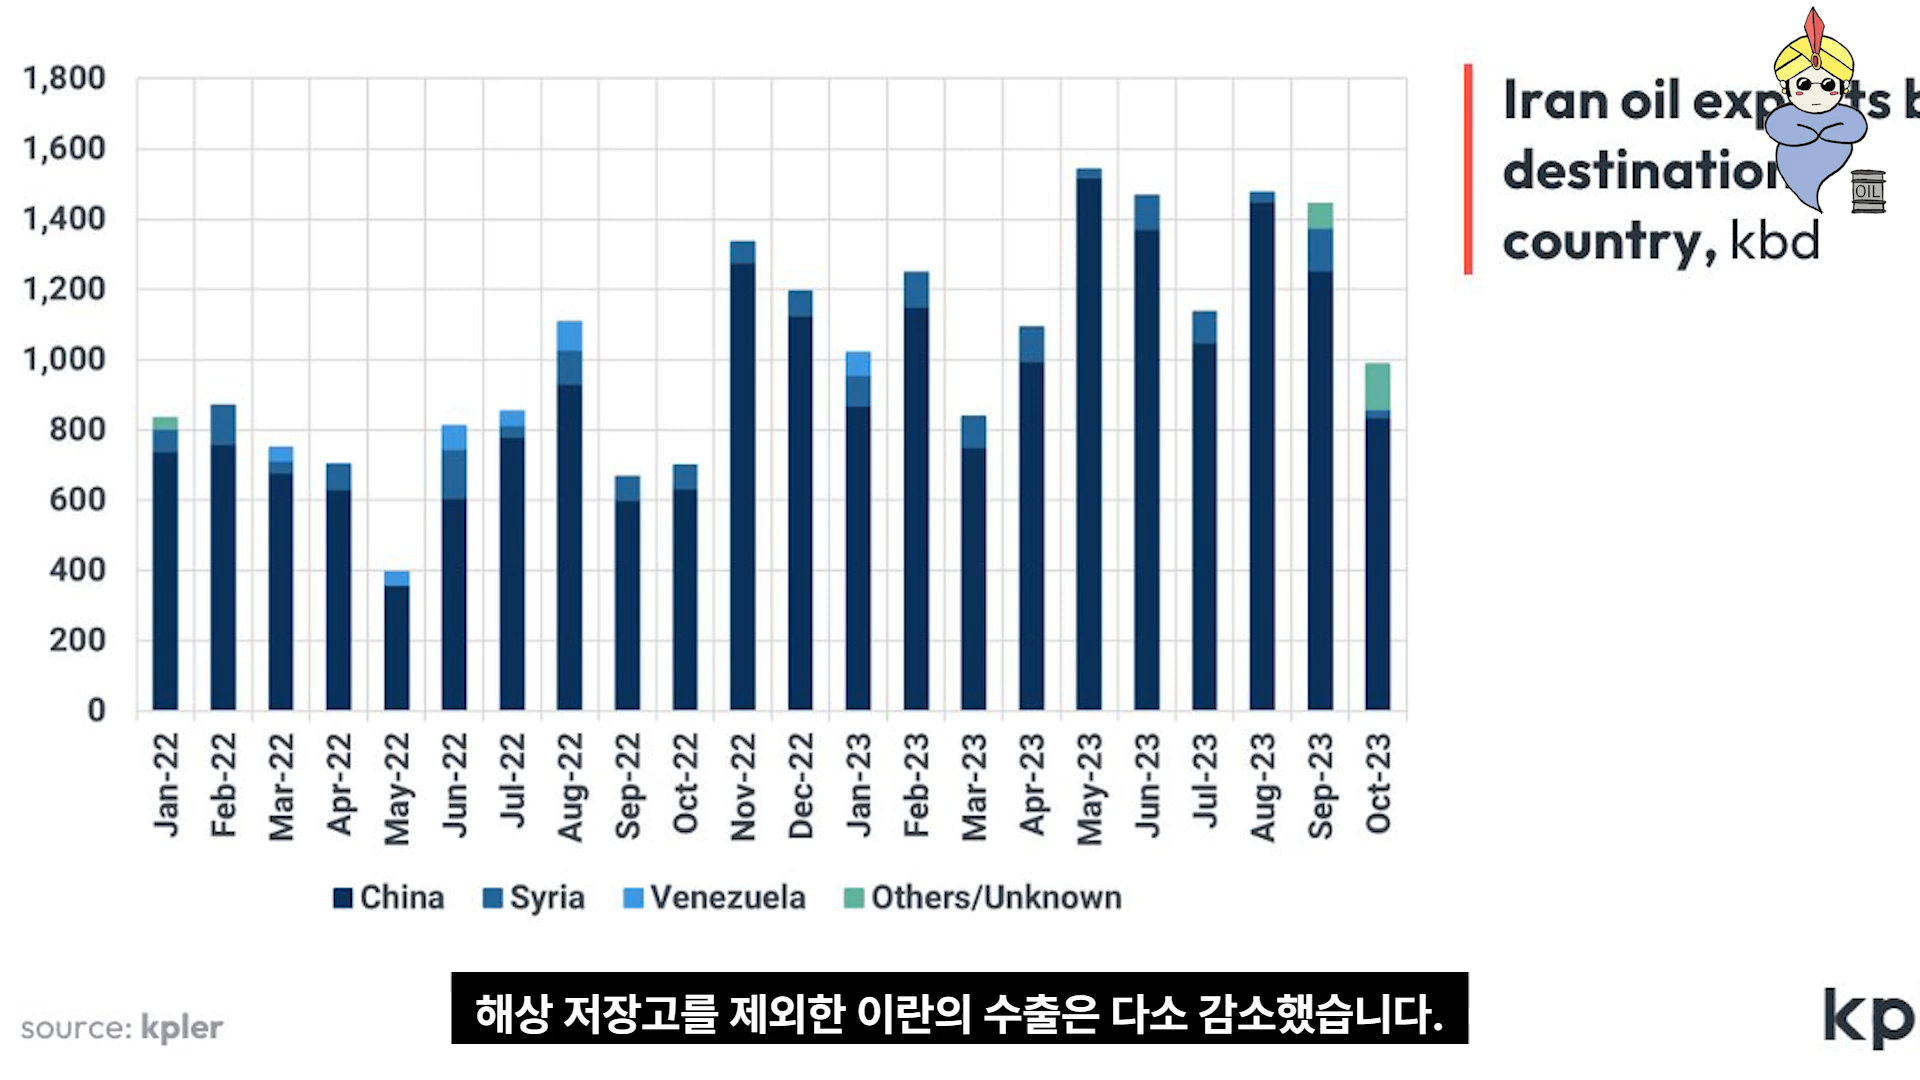 1,800
1,600
1,400
1,200
1,000
800
600
400
200
0
Jan-22
Feb-22
Mar-22
Apr-22
May-22
Jun-22
Jul-22
Aug-22
Sep-22
Oct-22
Nov-22
Dec-22
Jan-23
Feb-23
Mar-23
Apr-23
May-23
Jun-23
Jul-23
Aug-23
Sep-23
Oct-23
China Syria Venezuela Others/Unknown
Iran oil
country, kbd
OIL
해상 저장고를 제외한 이란의 수출은 다소 감소했습니다.
source: kpler
kp